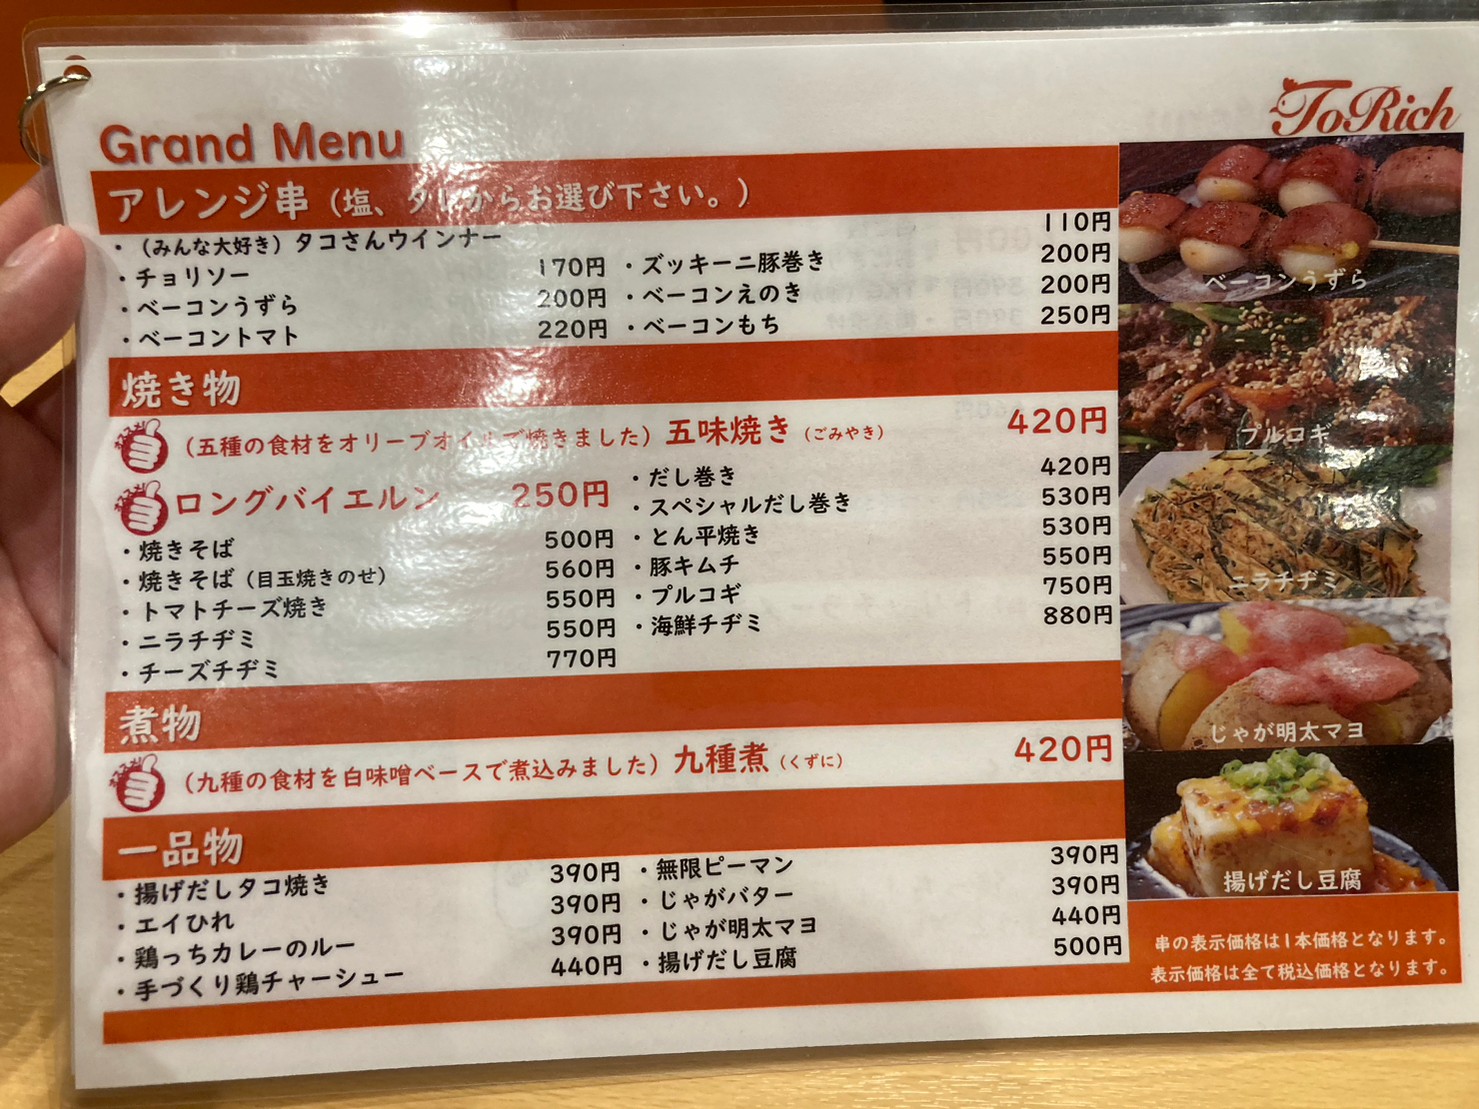 ToRich
Grand Menu
アレンジ串（塩、タレからお選び下さい。）
・（みんな大好き）タコさんウインナー 110円
・チョリソー 170円
・ベーコンうずら 200円
・ベーコントマト 220円
・ズッキーニ豚巻き 200円
・ベーコンえのき 200円
・ベーコンもち 250円
焼き物
オススメ！（五種の食材をオリーブオイルで焼きました）五味焼き（ごみやき） 420円
オススメ！ロングバイエルン 250円
・焼きそば 500円
・焼きそば（目玉焼きのせ） 560円
・トマトチーズ焼き 550円
・ニラチヂミ 550円
・チーズチヂミ 770円
・だし巻き 420円
・スペシャルだし巻き 530円
・とん平焼き 530円
・豚キムチ 550円
・プルコギ 750円
・海鮮チヂミ 880円
煮物
オススメ！（九種の食材を白味噌ベースで煮込みました）九種煮（くずに） 420円
一品物
・揚げだしタコ焼き 390円
・エイひれ 390円
・鶏っちカレーのルー 390円
・手づくり鶏チャーシュー 440円
・無限ピーマン 390円
・じゃがバター 390円
・じゃが明太マヨ 440円
・揚げだし豆腐 500円
ベーコンうずら
プルコギ
ニラチヂミ
じゃが明太マヨ
揚げだし豆腐
串の表示価格は1本価格となります。
表示価格は全て税込価格となります。